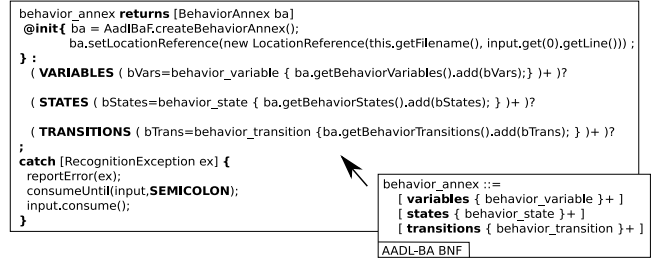 behavior_annex returns [BehaviorAnnex ba]
@init{ ba = AadlBaF.createBehaviorAnnex();
ba.setLocationReference(new LocationReference(this.getFilename(), input.get(0).getLine())) ;
} :
( VARIABLES ( bVars=behavior_variable { ba.getBehaviorVariables().add(bVars);} )+ )?
( STATES ( bStates=behavior_state { ba.getBehaviorStates().add(bStates); } )+ )?
( TRANSITIONS ( bTrans=behavior_transition {ba.getBehaviorTransitions().add(bTrans); } )+ )?
;
catch [RecognitionException ex] {
reportError(ex);
consumeUntil(input,SEMICOLON);
input.consume();
}
behavior_annex ::=
[ variables { behavior_variable }+ ]
[ states { behavior_state }+ ]
[ transitions { behavior_transition }+ ]
AADL-BA BNF